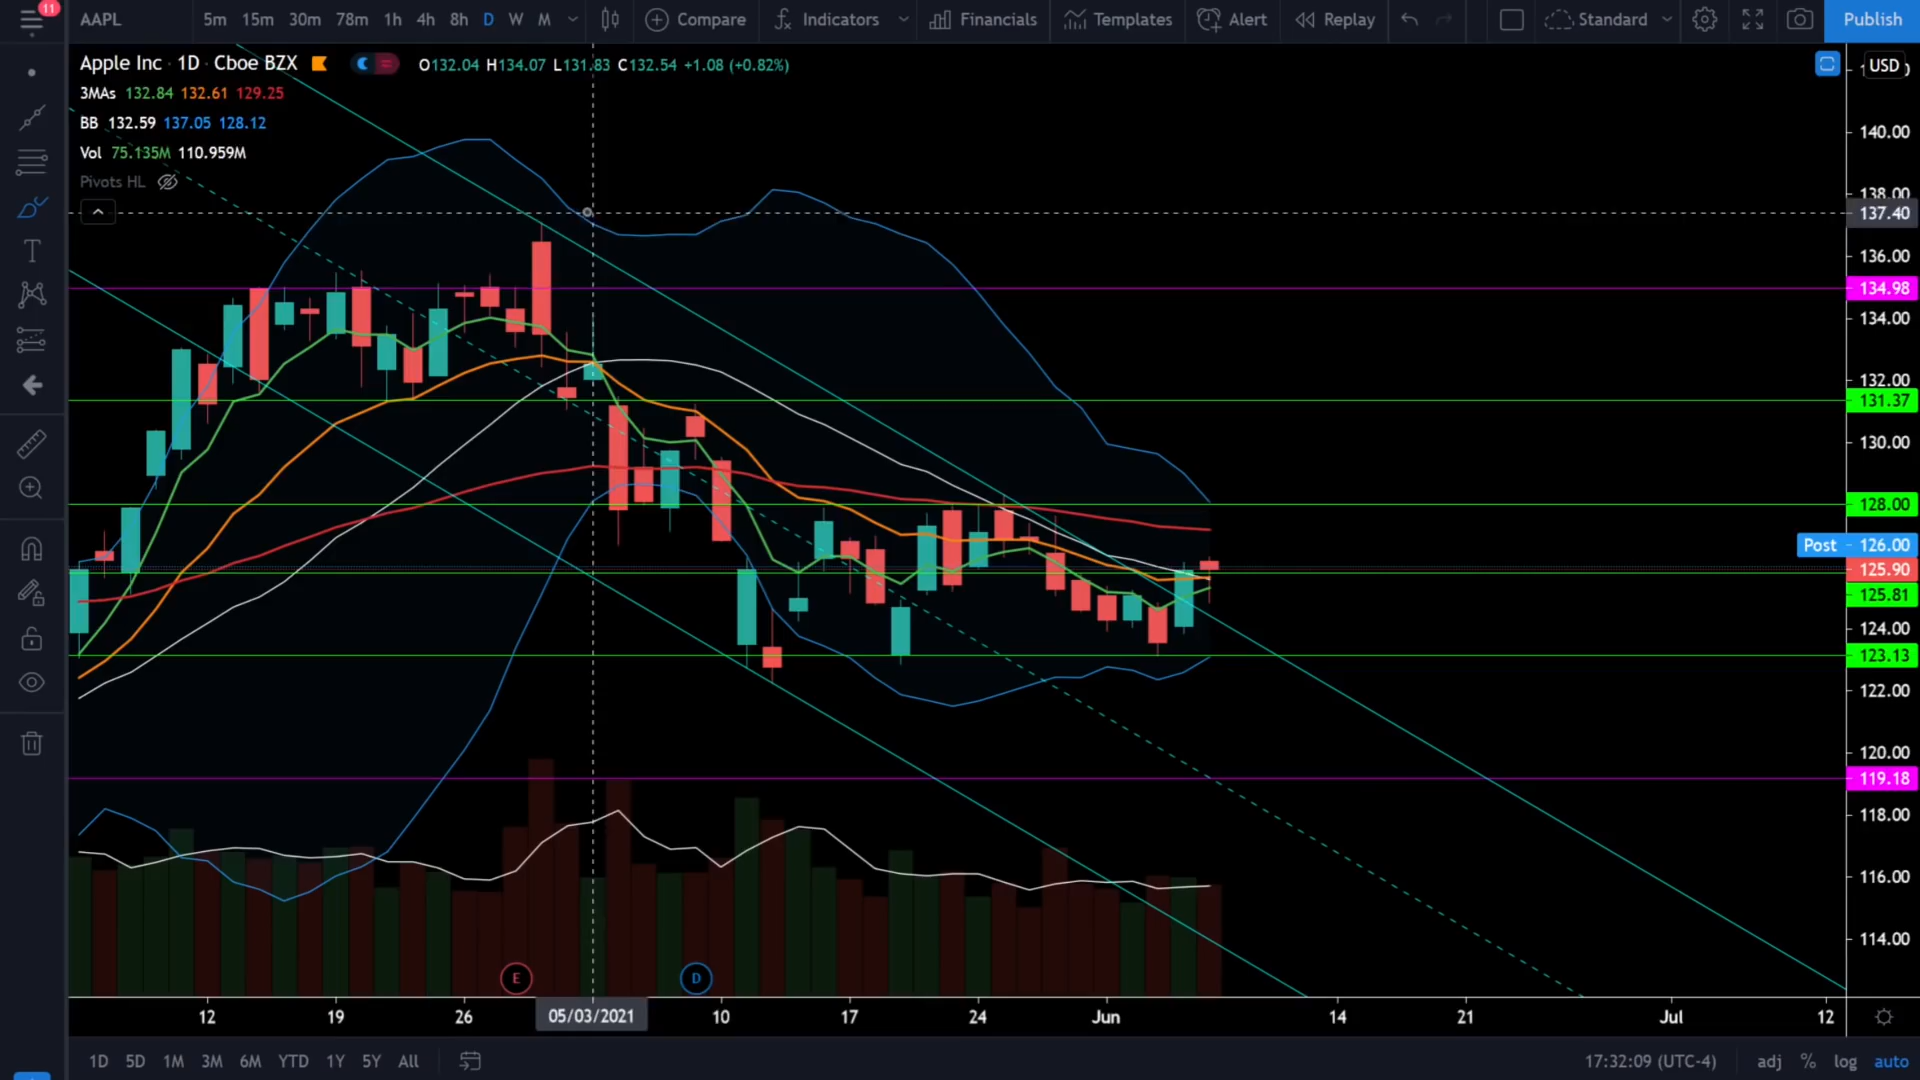 11
AAPL 5m 15m 30m 78m 1h 4h 8h D W M Compare Indicators Financials Templates Alert Replay Standard Publish
Apple Inc · 1D · Cboe BZX O132.04 H134.07 L131.83 C132.54 +1.08 (+0.82%)
3MAs 132.84 132.61 129.25
BB 132.59 137.05 128.12
Vol 75.135M 110.959M
Pivots HL
USD
140.00
138.00
137.40
136.00
134.98
134.00
132.00
131.37
130.00
128.00
Post 126.00
125.90
125.81
124.00
123.13
122.00
120.00
119.18
118.00
116.00
114.00
E D
12 19 26 05/03/2021 10 17 24 Jun 14 21 Jul 12
1D 5D 1M 3M 6M YTD 1Y 5Y All 17:32:09 (UTC-4) adj % log auto